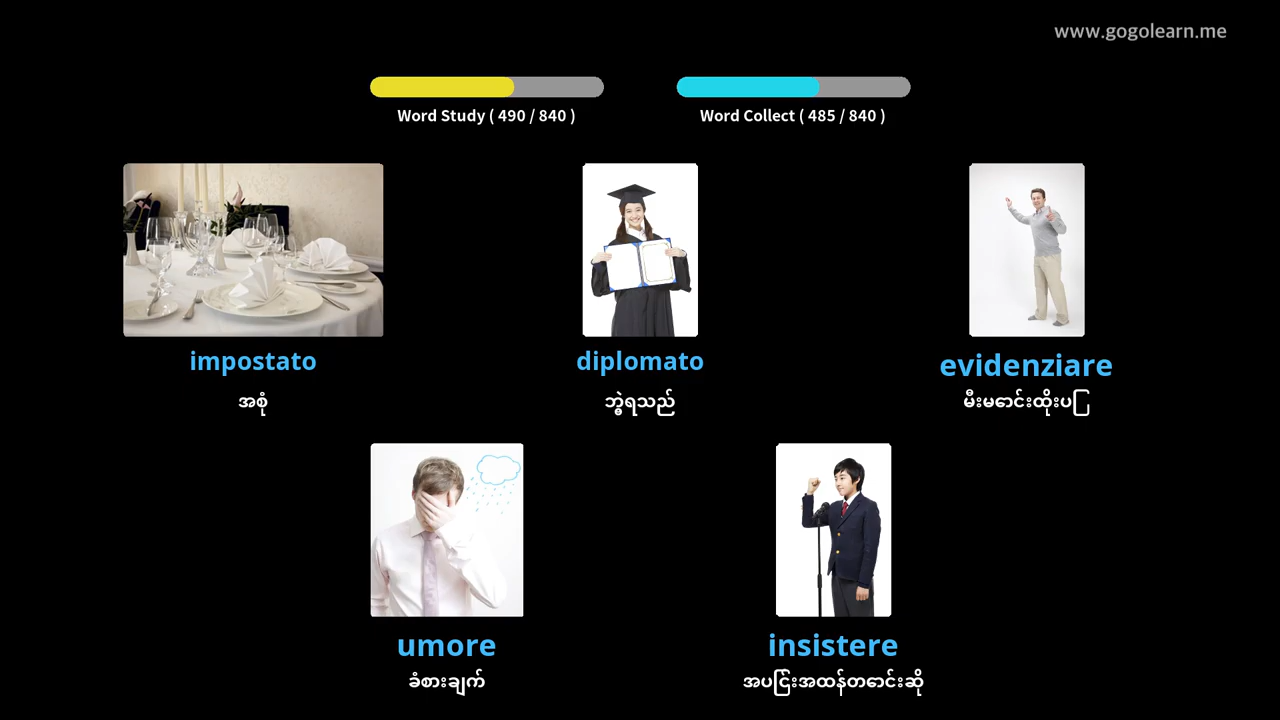 www.gogolearn.me
Word Study ( 490 / 840 )
Word Collect ( 485 / 840 )
impostato
အစုံ
diplomato
ဘွဲ့ရသည်
evidenziare
မီးမောင်းထိုးပြ
umore
ခံစားချက်
insistere
အပြင်းအထန်တောင်းဆို